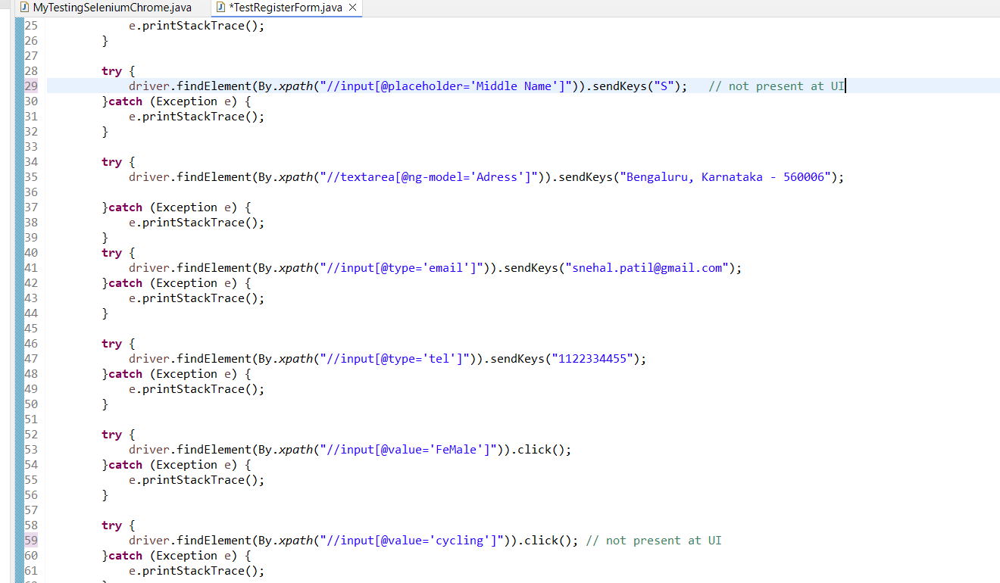 MyTestingSeleniumChrome.java *TestRegisterForm.java
25 e.printStackTrace();
26 }
27
28 try {
29 driver.findElement(By.xpath("//input[@placeholder='Middle Name']")).sendKeys("S"); // not present at UI
30 }catch (Exception e) {
31 e.printStackTrace();
32 }
33
34 try {
35 driver.findElement(By.xpath("//textarea[@ng-model='Adress']")).sendKeys("Bengaluru, Karnataka - 560006");
36
37 }catch (Exception e) {
38 e.printStackTrace();
39 }
40 try {
41 driver.findElement(By.xpath("//input[@type='email']")).sendKeys("snehal.patil@gmail.com");
42 }catch (Exception e) {
43 e.printStackTrace();
44 }
45
46 try {
47 driver.findElement(By.xpath("//input[@type='tel']")).sendKeys("1122334455");
48 }catch (Exception e) {
49 e.printStackTrace();
50 }
51
52 try {
53 driver.findElement(By.xpath("//input[@value='FeMale']")).click();
54 }catch (Exception e) {
55 e.printStackTrace();
56 }
57
58 try {
59 driver.findElement(By.xpath("//input[@value='cycling']")).click(); // not present at UI
60 }catch (Exception e) {
61 e.printStackTrace();